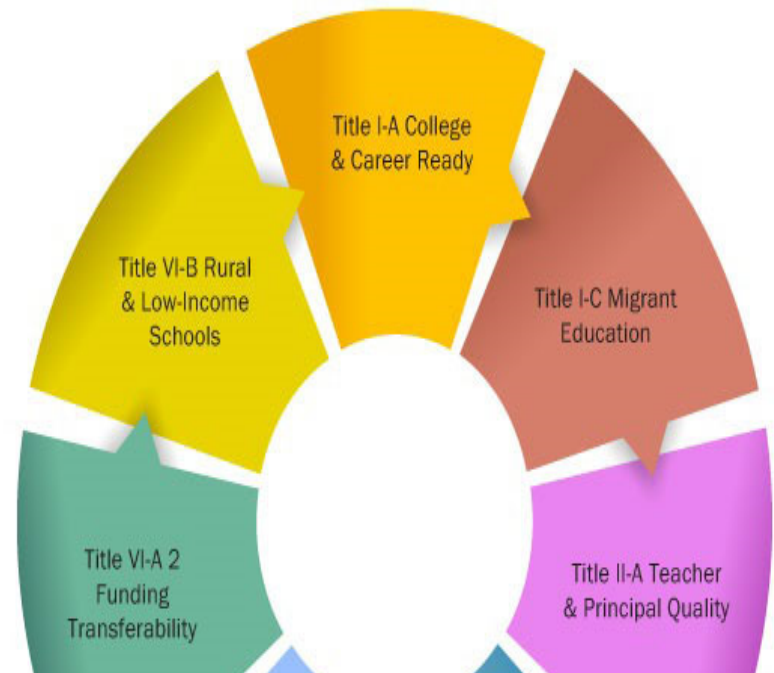 Title I-A College
& Career Ready
Title I-C Migrant
Education
Title II-A Teacher
& Principal Quality
Title VI-A 2
Funding
Transferability
Title VI-B Rural
& Low-Income
Schools